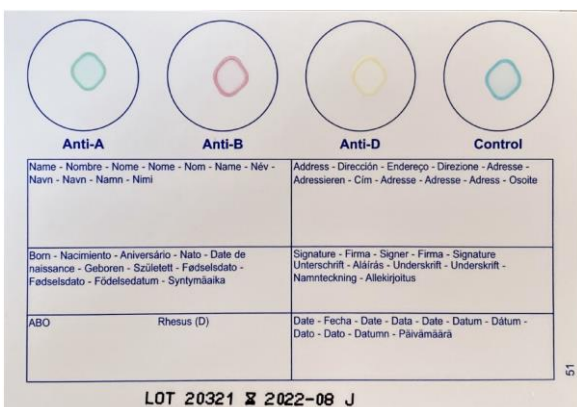 Anti-A
Anti-B
Anti-D
Control
Name - Nombre - Nome - Nome - Nom - Name - Név -
Navn - Navn - Namn - Nimi
Address - Dirección - Endereço - Direzione - Adresse -
Adressieren - Cím - Adresse - Adresse - Adress - Osoite
Born - Nacimiento - Aniversário - Nato - Date de
naissance - Geboren - Született - Fødselsdato -
Fødselsdato - Födelsedatum - Syntymäaika
Signature - Firma - Signer - Firma - Signature
Unterschrift - Aláírás - Underskrift - Underskrift -
Namnteckning - Allekirjoitus
ABO
Rhesus (D)
Date - Fecha - Date - Data - Date - Datum - Dátum -
Dato - Dato - Datumn - Päivämäärä
51
LOT 20321 ⧖ 2022-08 J